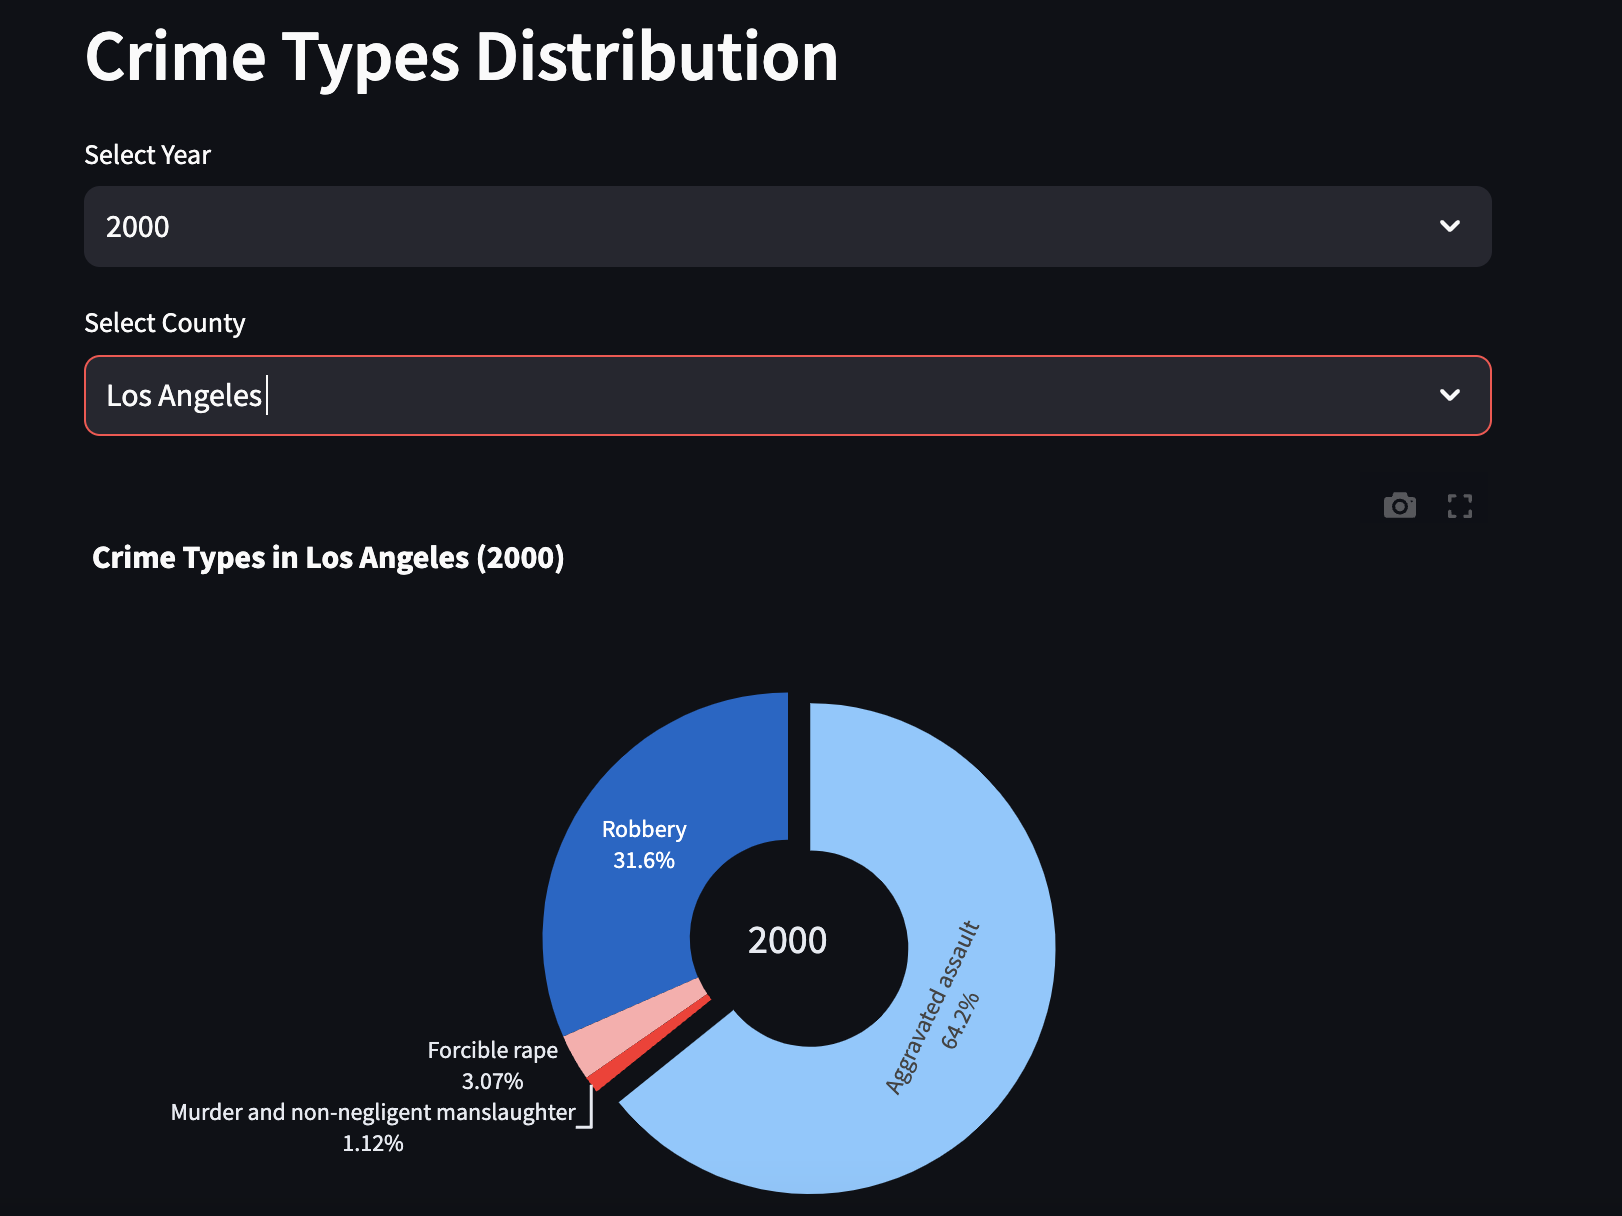 Crime Types Distribution
Select Year
2000
Select County
Los Angeles
Crime Types in Los Angeles (2000)
Robbery
31.6%
2000
Aggravated assault
64.2%
Forcible rape
3.07%
Murder and non-negligent manslaughter
1.12%